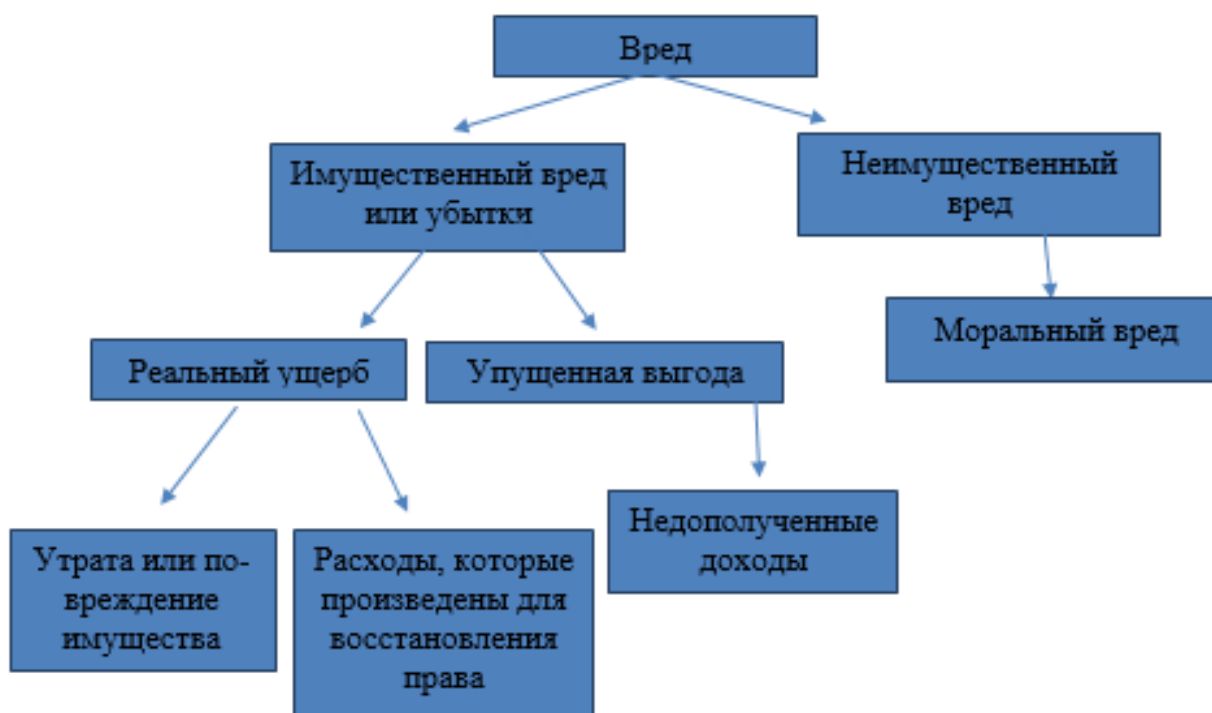 Вред
Имущественный вред
или убытки
Неимущественный
вред
Моральный вред
Реальный ущерб
Упущенная выгода
Утрата или по-
вреждение
имущества
Расходы, которые
произведены для
восстановления
права
Недополученные
доходы